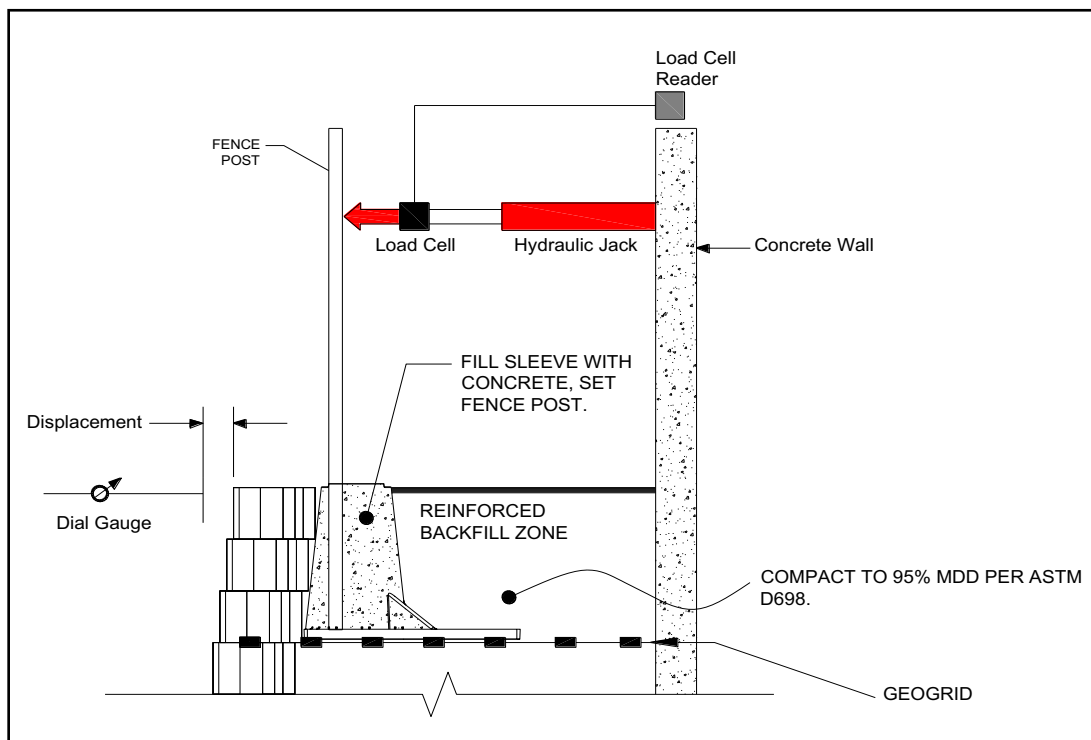 Load Cell
Reader
FENCE
POST
Load Cell
Hydraulic Jack
Concrete Wall
FILL SLEEVE WITH
CONCRETE, SET
FENCE POST.
Displacement
Dial Gauge
REINFORCED
BACKFILL ZONE
COMPACT TO 95% MDD PER ASTM
D698.
GEOGRID